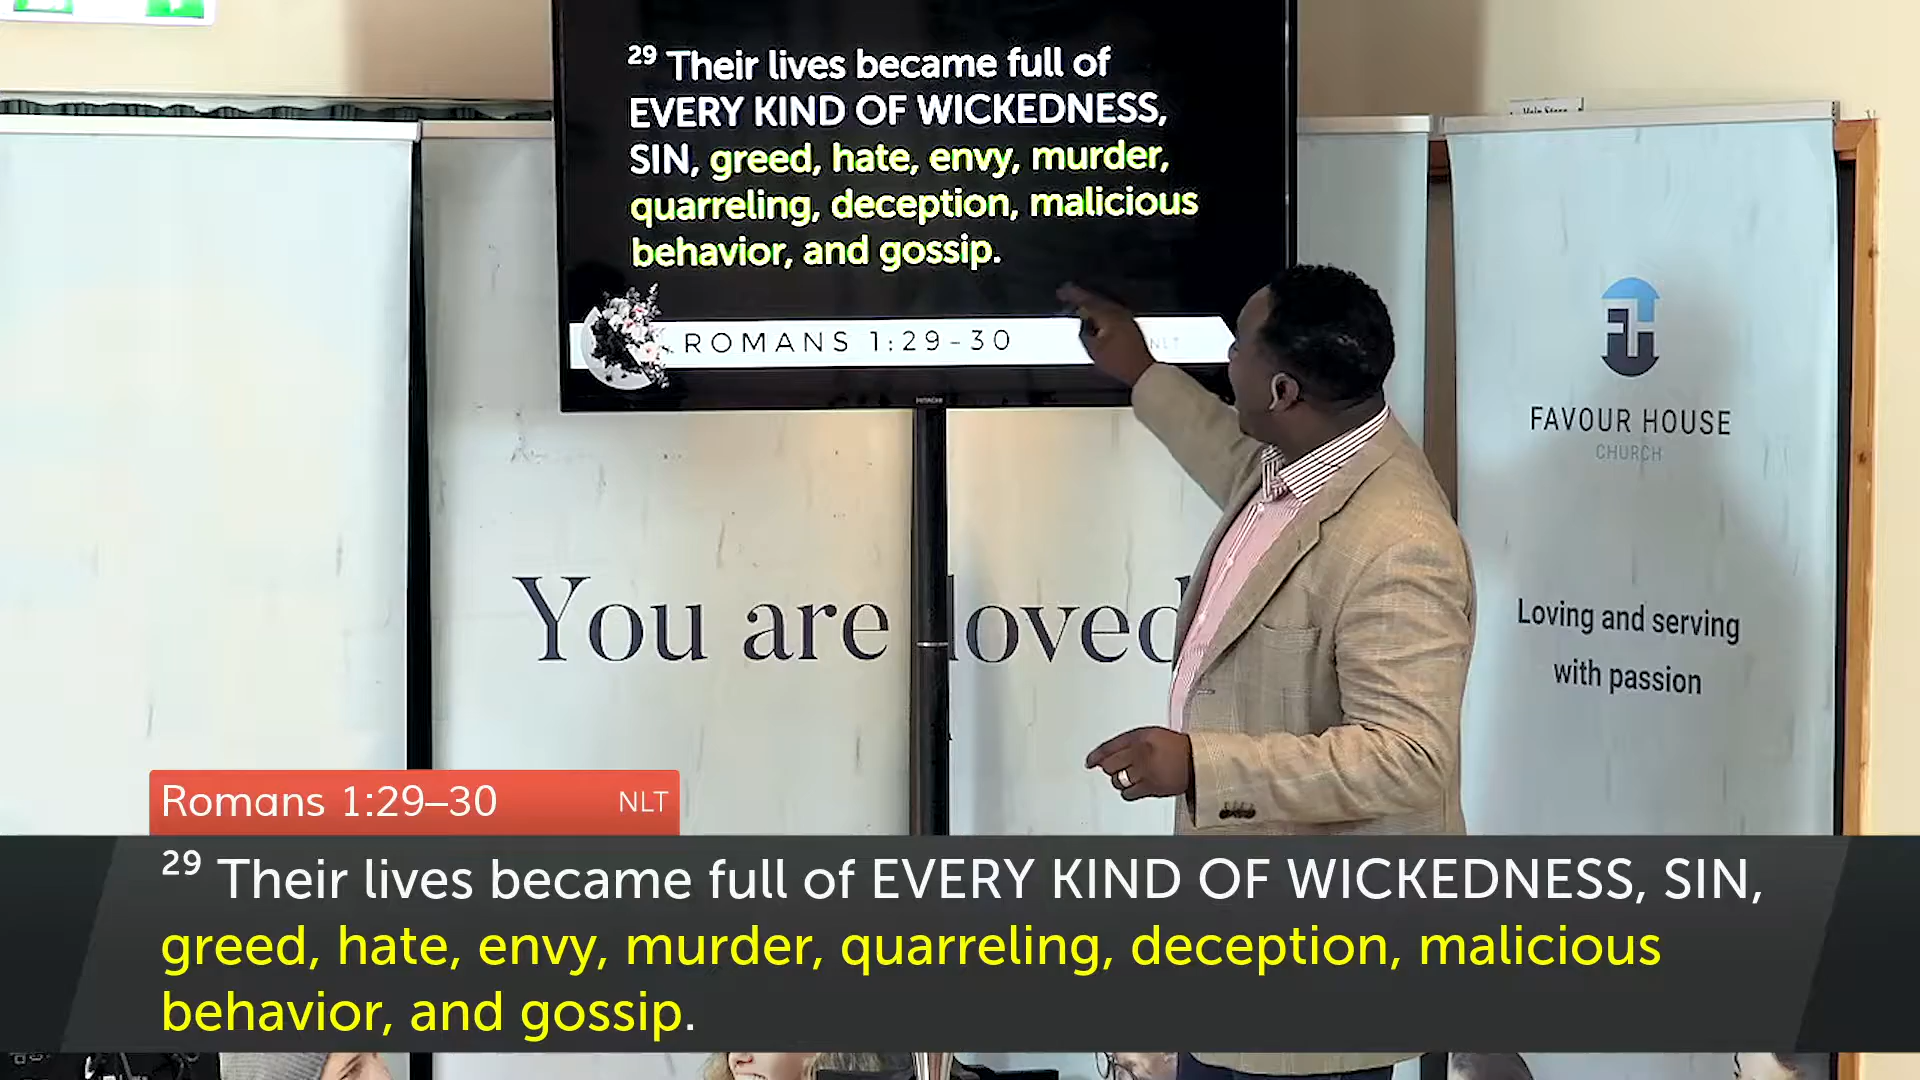 29 Their lives became full of
EVERY KIND OF WICKEDNESS,
SIN, greed, hate, envy, murder,
quarreling, deception, malicious
behavior, and gossip.
ROMANS 1:29-30
NLT
HITACHI
FAVOUR HOUSE
CHURCH
You are loved
Loving and serving
with passion
Romans 1:29–30 NLT
29 Their lives became full of EVERY KIND OF WICKEDNESS, SIN,
greed, hate, envy, murder, quarreling, deception, malicious
behavior, and gossip.